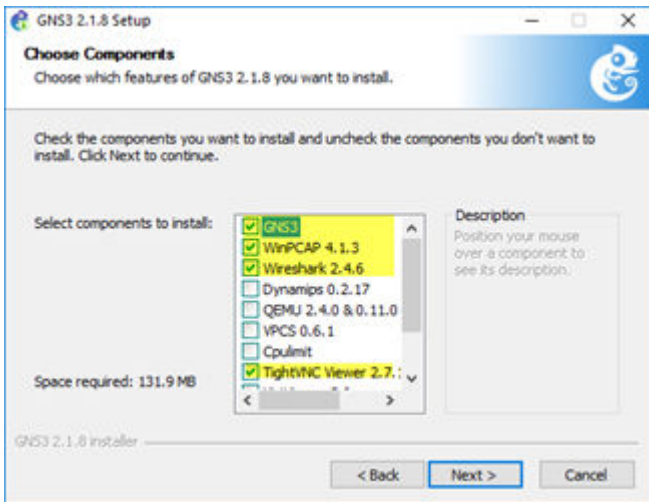 GNS3 2.1.8 Setup
Choose Components
Choose which features of GNS3 2.1.8 you want to install.
Check the components you want to install and uncheck the components you don't want to
install. Click Next to continue.
Select components to install:
GNS3
WinPCAP 4.1.3
Wireshark 2.4.6
Dynamips 0.2.17
QEMU 2.4.0 & 0.11.0
VPCS 0.6.1
Cpulimit
TightVNC Viewer 2.7.
Description
Position your mouse
over a component to
see its description.
Space required: 131.9 MB
GNS3 2.1.8 installer
< Back
Next >
Cancel